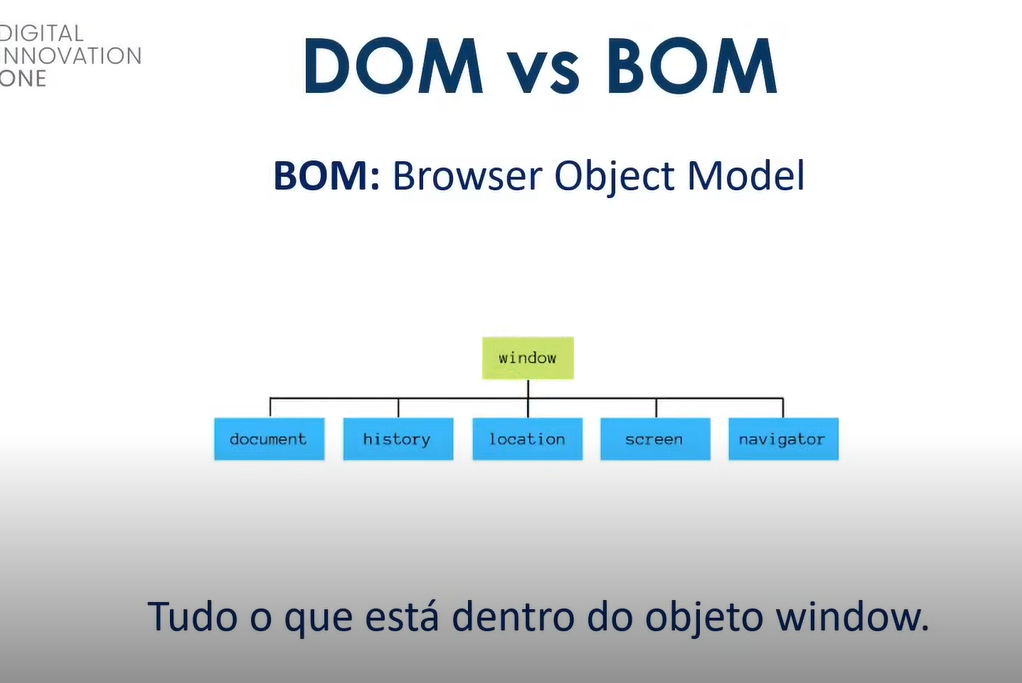 DIGITAL
INNOVATION
ONE
DOM vs BOM
BOM: Browser Object Model
window
document history location screen navigator
Tudo o que está dentro do objeto window.